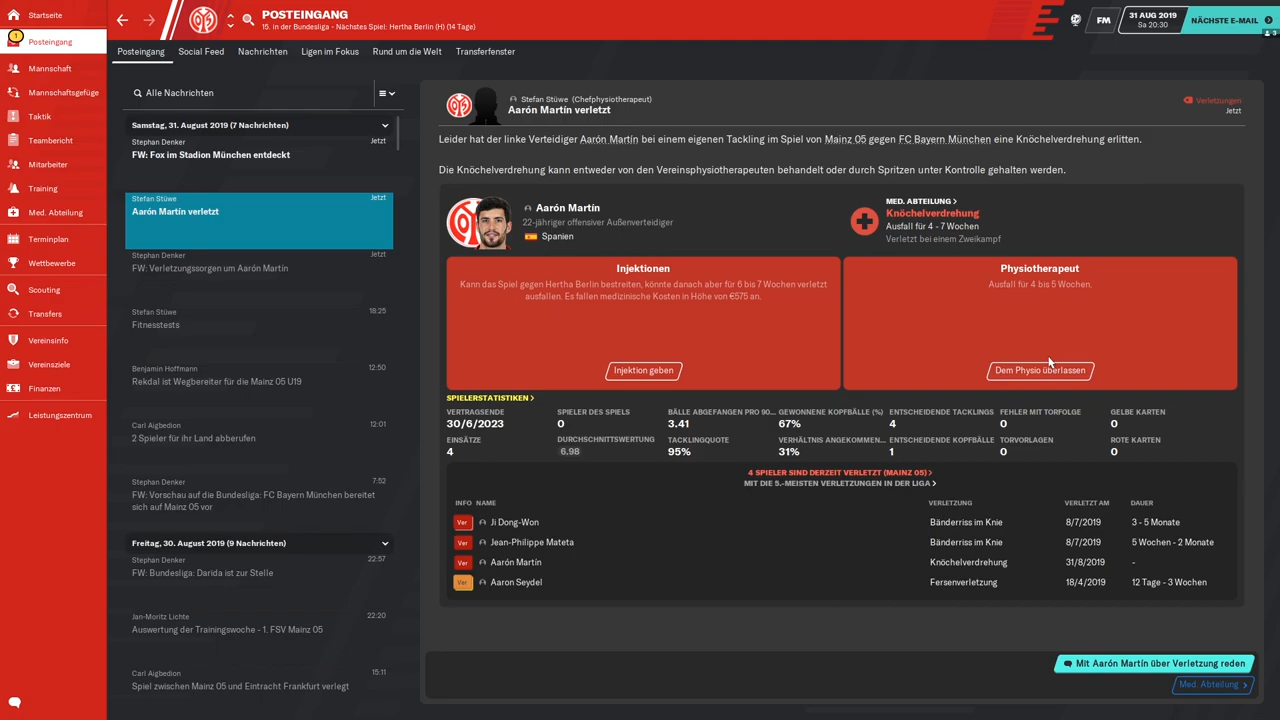 Startseite
Posteingang
1
Mannschaft
Mannschaftsgefüge
Taktik
Teambericht
Mitarbeiter
Training
Med. Abteilung
Terminplan
Wettbewerbe
Scouting
Transfers
Vereinsinfo
Vereinsziele
Finanzen
Leistungszentrum
POSTEINGANG
15. in der Bundesliga - Nächstes Spiel: Hertha Berlin (H) (14 Tage)
FM
31 AUG 2019
Sa 20:30
NÄCHSTE E-MAIL
3
Posteingang
Social Feed
Nachrichten
Ligen im Fokus
Rund um die Welt
Transferfenster
Alle Nachrichten
Samstag, 31. August 2019 (7 Nachrichten)
Stephan Denker
Jetzt
FW: Fox im Stadion München entdeckt
Stefan Stüwe
Jetzt
Aarón Martín verletzt
Stephan Denker
Jetzt
FW: Verletzungssorgen um Aarón Martín
Stefan Stüwe
18:25
Fitnesstests
Benjamin Hoffmann
12:50
Rekdal ist Wegbereiter für die Mainz 05 U19
Carl Aigbedion
12:01
2 Spieler für ihr Land abberufen
Stephan Denker
7:52
FW: Vorschau auf die Bundesliga: FC Bayern München bereitet
sich auf Mainz 05 vor
Freitag, 30. August 2019 (9 Nachrichten)
Stephan Denker
22:57
FW: Bundesliga: Darida ist zur Stelle
Jan-Moritz Lichte
22:20
Auswertung der Trainingswoche - 1. FSV Mainz 05
Carl Aigbedion
15:11
Spiel zwischen Mainz 05 und Eintracht Frankfurt verlegt
Stefan Stüwe (Chefphysiotherapeut)
Aarón Martín verletzt
Verletzungen
Jetzt
Leider hat der linke Verteidiger Aarón Martín bei einem eigenen Tackling im Spiel von Mainz 05 gegen FC Bayern München eine Knöchelverdrehung erlitten.
Die Knöchelverdrehung kann entweder von den Vereinsphysiotherapeuten behandelt oder durch Spritzen unter Kontrolle gehalten werden.
Aarón Martín
22-jähriger offensiver Außenverteidiger
Spanien
MED. ABTEILUNG >
Knöchelverdrehung
Ausfall für 4 - 7 Wochen
Verletzt bei einem Zweikampf
Injektionen
Kann das Spiel gegen Hertha Berlin bestreiten, könnte danach aber für 6 bis 7 Wochen verletzt
ausfallen. Es fallen medizinische Kosten in Höhe von €575 an.
Injektion geben
Physiotherapeut
Ausfall für 4 bis 5 Wochen.
Dem Physio überlassen
SPIELERSTATISTIKEN >
VERTRAGSENDE
SPIELER DES SPIELS
BÄLLE ABGEFANGEN PRO 90...
GEWONNENE KOPFBÄLLE (%)
ENTSCHEIDENDE TACKLINGS
FEHLER MIT TORFOLGE
GELBE KARTEN
30/6/2023
0
3.41
67%
4
0
0
EINSÄTZE
DURCHSCHNITTSWERTUNG
TACKLINGQUOTE
VERHÄLTNIS ANGEKOMMEN...
ENTSCHEIDENDE KOPFBÄLLE
TORVORLAGEN
ROTE KARTEN
4
6.98
95%
31%
1
0
0
4 SPIELER SIND DERZEIT VERLETZT (MAINZ 05) >
MIT DIE 5.-MEISTEN VERLETZUNGEN IN DER LIGA >
INFO
NAME
VERLETZUNG
VERLETZT AM
DAUER
Ver
Ji Dong-Won
Bänderriss im Knie
8/7/2019
3 - 5 Monate
Ver
Jean-Philippe Mateta
Bänderriss im Knie
8/7/2019
5 Wochen - 2 Monate
Ver
Aarón Martín
Knöchelverdrehung
31/8/2019
-
Ver
Aaron Seydel
Fersenverletzung
18/4/2019
12 Tage - 3 Wochen
Mit Aarón Martín über Verletzung reden
Med. Abteilung >